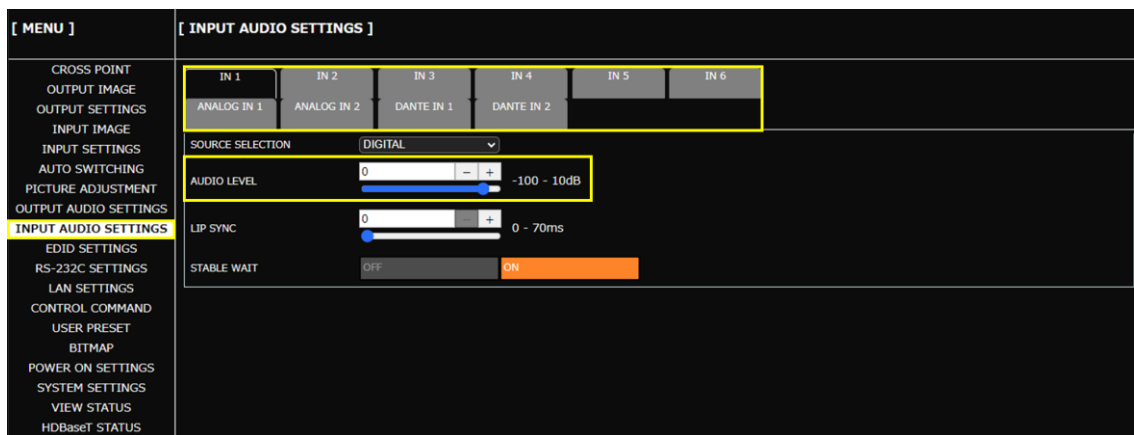 [ MENU ]
[ INPUT AUDIO SETTINGS ]
CROSS POINT
OUTPUT IMAGE
OUTPUT SETTINGS
INPUT IMAGE
INPUT SETTINGS
AUTO SWITCHING
PICTURE ADJUSTMENT
OUTPUT AUDIO SETTINGS
INPUT AUDIO SETTINGS
EDID SETTINGS
RS-232C SETTINGS
LAN SETTINGS
CONTROL COMMAND
USER PRESET
BITMAP
POWER ON SETTINGS
SYSTEM SETTINGS
VIEW STATUS
HDBaseT STATUS
IN 1 IN 2 IN 3 IN 4 IN 5 IN 6
ANALOG IN 1 ANALOG IN 2 DANTE IN 1 DANTE IN 2
SOURCE SELECTION DIGITAL
AUDIO LEVEL 0 - + -100 - 10dB
LIP SYNC 0 - + 0 - 70ms
STABLE WAIT OFF ON